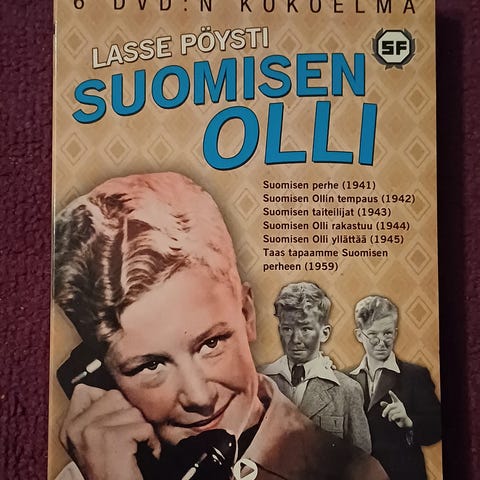 6 DVD:N KOKOELMA
LASSE PÖYSTI
SF
SUOMISEN
OLLI
Suomisen perhe (1941)
Suomisen Ollin tempaus (1942)
Suomisen taiteilijat (1943)
Suomisen Olli rakastuu (1944)
Suomisen Olli yllättää (1945)
Taas tapaamme Suomisen
perheen (1959)